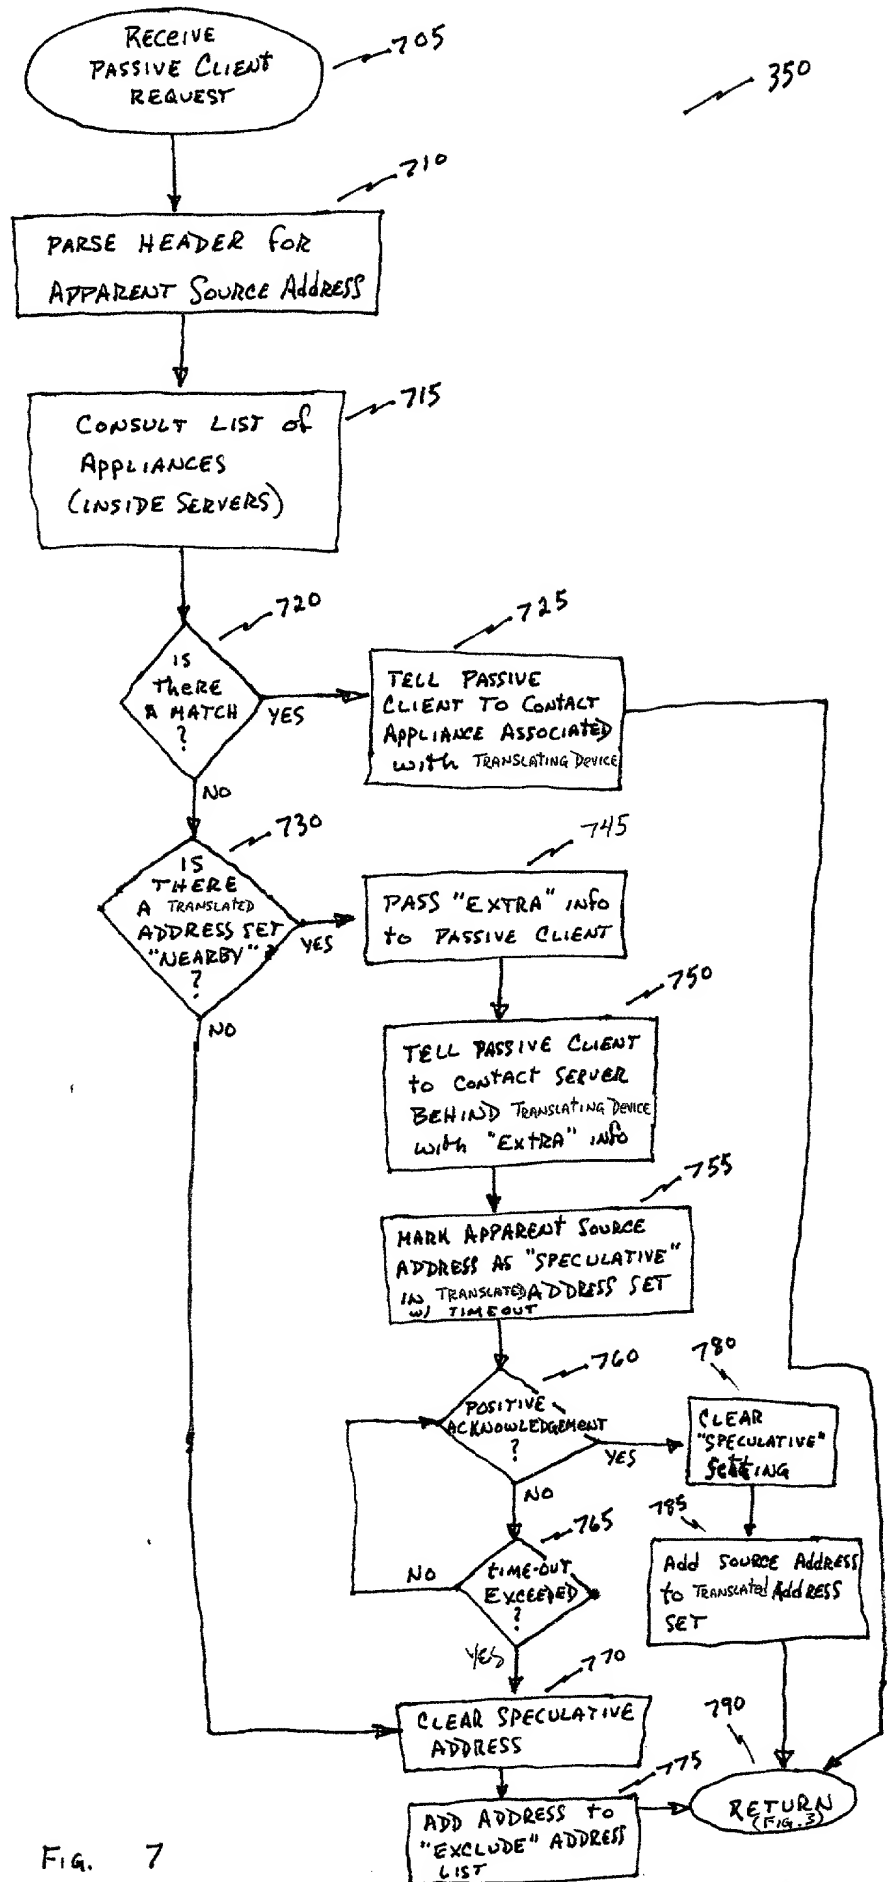 RECEIVE
PASSIVE CLIENT
REQUEST
705
350
710
PARSE HEADER FOR
APPARENT SOURCE ADDRESS
715
CONSULT LIST of
APPLIANCES
(INSIDE SERVERS)
720
IS
THERE
A MATCH
?
YES
NO
725
TELL PASSIVE
CLIENT TO CONTACT
APPLIANCE ASSOCIATED
with TRANSLATING DEVICE
730
IS
THERE
A TRANSLATED
ADDRESS SET
"NEARBY"
?
YES
NO
745
PASS "EXTRA" info
to PASSIVE CLIENT
750
TELL PASSIVE CLIENT
to CONTACT SERVER
BEHIND TRANSLATING Device
with "EXTRA" info
755
MARK APPARENT SOURCE
ADDRESS AS "SPECULATIVE"
IN TRANSLATED ADDRESS SET
w/ TIMEOUT
760
POSITIVE
ACKNOWLEDGEMENT
?
YES
NO
780
CLEAR
"SPECULATIVE"
SETTING
765
TIME-OUT
EXCEEDED
?
NO
YES
785
Add SOURCE Address
to TRANSLATED Address
SET
770
CLEAR SPECULATIVE
ADDRESS
775
ADD ADDRESS to
"EXCLUDE" ADDRESS
LIST
790
RETURN
(FIG. 3)
FIG. 7